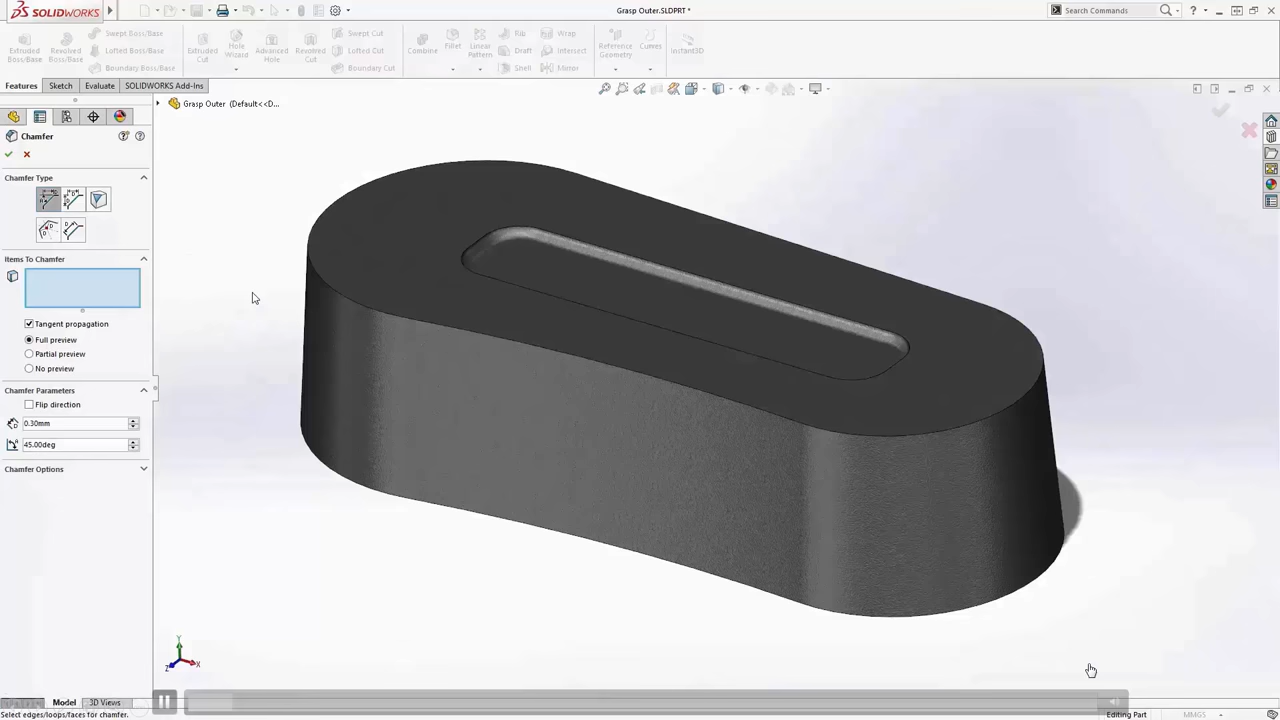 SOLIDWORKS
Grasp Outer.SLDPRT *
Search Commands
Extruded Boss/Base
Revolved Boss/Base
Swept Boss/Base
Lofted Boss/Base
Boundary Boss/Base
Extruded Cut
Hole Wizard
Advanced Hole
Revolved Cut
Swept Cut
Lofted Cut
Boundary Cut
Combine
Fillet
Linear Pattern
Rib
Draft
Shell
Wrap
Intersect
Mirror
Reference Geometry
Curves
Instant3D
Features
Sketch
Evaluate
SOLIDWORKS Add-Ins
Grasp Outer (Default<<D...
Chamfer
Chamfer Type
Items To Chamfer
Tangent propagation
Full preview
Partial preview
No preview
Chamfer Parameters
Flip direction
0.30mm
45.00deg
Chamfer Options
Y
Z
X
Model
3D Views
Select edges/loops/faces for chamfer.
Editing Part
MMGS